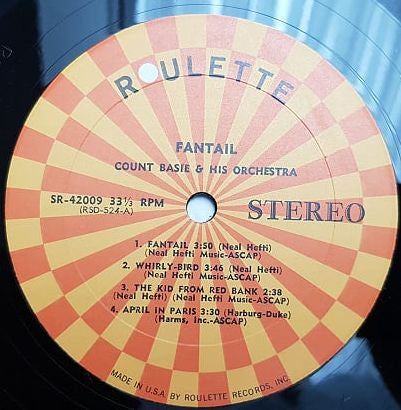 ROULETTE
FANTAIL
COUNT BASIE & HIS ORCHESTRA
SR-42009 33⅓ RPM
(RSD-524-A)
STEREO
1. FANTAIL 3:50 (Neal Hefti)
(Neal Hefti Music-ASCAP)
2. WHIRLY-BIRD 3:46 (Neal Hefti)
(Neal Hefti Music-ASCAP)
3. THE KID FROM RED BANK 2:38
(Neal Hefti) (Neal Hefti Music-ASCAP)
4. APRIL IN PARIS 3:30 (Harburg-Duke)
(Harms, Inc.-ASCAP)
MADE IN U.S.A BY ROULETTE RECORDS, INC.